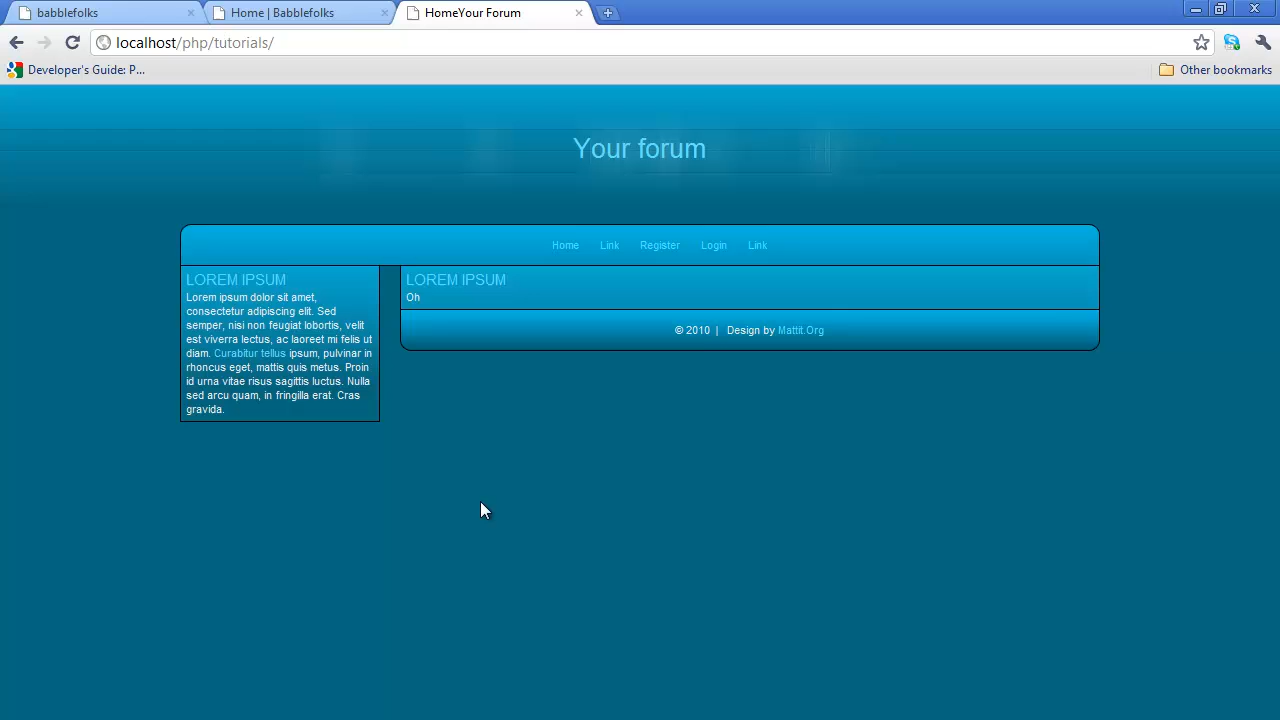 babblefolks
Home | Babblefolks
HomeYour Forum
localhost/php/tutorials/
Developer's Guide: P...
Other bookmarks
Your forum
Home Link Register Login Link
LOREM IPSUM
Lorem ipsum dolor sit amet,
consectetur adipiscing elit. Sed
semper, nisi non feugiat lobortis, velit
est viverra lectus, ac laoreet mi felis ut
diam. Curabitur tellus ipsum, pulvinar in
rhoncus eget, mattis quis metus. Proin
id urna vitae risus sagittis luctus. Nulla
sed arcu quam, in fringilla erat. Cras
gravida.
LOREM IPSUM
Oh
© 2010 | Design by Mattit.Org